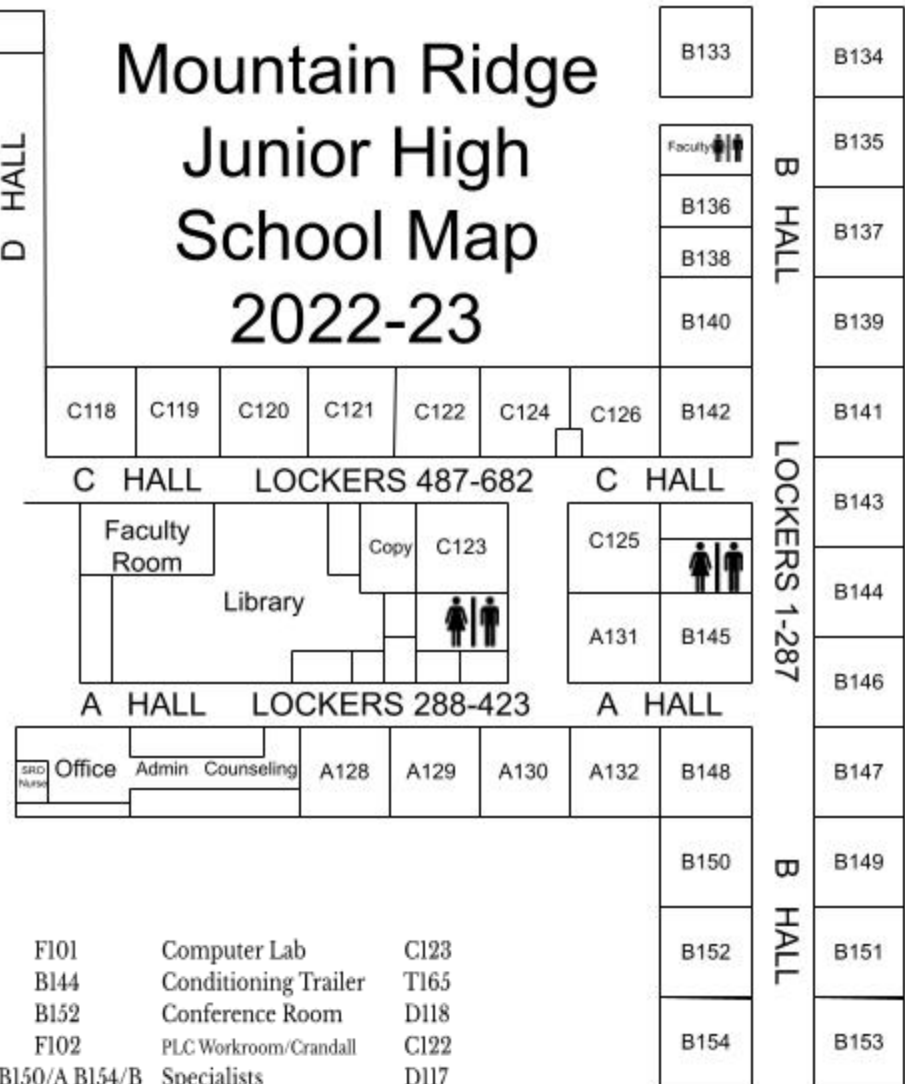 Mountain Ridge
Junior High
School Map
2022-23
D HALL
B133
B134
Faculty
B135
B136
B HALL
B137
B138
B140
B139
C118 C119 C120 C121 C122 C124 C126 B142
B141
C HALL LOCKERS 487-682 C HALL
LOCKERS 1-287
B143
Faculty
Room
Copy
C123
C125
B144
Library
A131
B145
B146
A HALL LOCKERS 288-423 A HALL
SRO
Nurse
Office Admin Counseling A128 A129 A130 A132 B148
B147
B150
B HALL
B149
B152
B151
B154
B153
F101 Computer Lab C123
B144 Conditioning Trailer T165
B152 Conference Room D118
F102 PLC Workroom/Crandall C122
B150/A B154/B Specialists D117